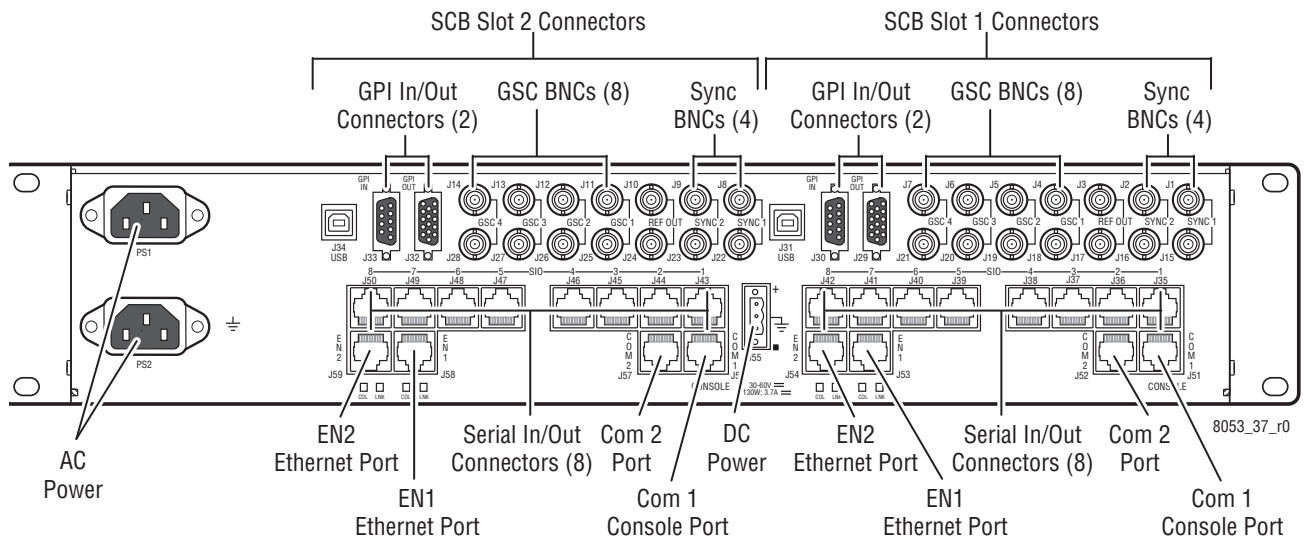 SCB Slot 2 Connectors
SCB Slot 1 Connectors
GPI In/Out
Connectors (2)
GSC BNCs (8)
Sync
BNCs (4)
GPI In/Out
Connectors (2)
GSC BNCs (8)
Sync
BNCs (4)
GPI IN
GPI OUT
J14 J13 J12 J11 J10 J9 J8
GPI IN
GPI OUT
J7 J6 J5 J4 J3 J2 J1
GSC 4 GSC 3 GSC 2 GSC 1 REF OUT SYNC 2 SYNC 1
GSC 4 GSC 3 GSC 2 GSC 1 REF OUT SYNC 2 SYNC 1
PS1
J34
USB
J33 J32 J28 J27 J26 J25 J24 J23 J22
J31
USB
J30 J29 J21 J20 J19 J18 J17 J16 J15
8 7 6 5 SIO 4 3 2 1
J50 J49 J48 J47 J46 J45 J44 J43
8 7 6 5 SIO 4 3 2 1
J42 J41 J40 J39 J38 J37 J36 J35
+
EN2
EN1
COM2
COM1
EN2
EN1
COM2
COM1
PS2
J59 J58 J57
J55
J54 J53 J52 J51
COL LNK COL LNK
CONSOLE
30-60V
130W; 3.7A
COL LNK COL LNK
CONSOLE
8053_37_r0
AC
Power
EN2
Ethernet Port
EN1
Ethernet Port
Serial In/Out
Connectors (8)
Com 2
Port
Com 1
Console Port
DC
Power
EN2
Ethernet Port
EN1
Ethernet Port
Serial In/Out
Connectors (8)
Com 2
Port
Com 1
Console Port